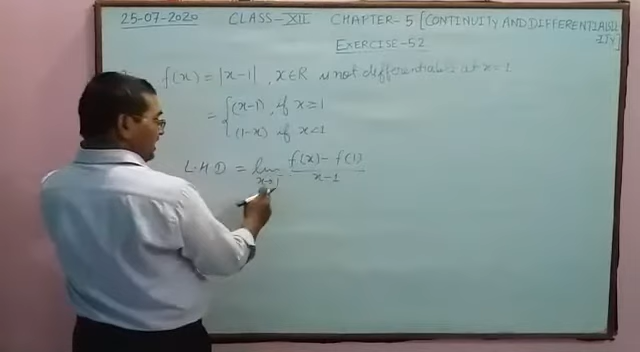 25-07-2020 CLASS-XII CHAPTER-5 [CONTINUITY AND DIFFERENTIABILITY]
EXERCISE-5.2
f(x) = |x-1|, x∈R is not differentiable at x=1
= { (x-1), if x≥1
(1-x) if x<1
L.H.D = lim f(x) - f(1)
x→1 x-1